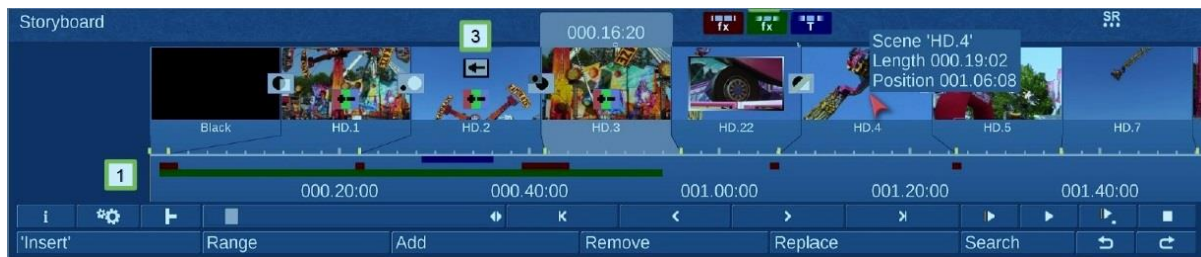 Storyboard
3
000.16:20
fx
fx
T
SR
Scene 'HD.4'
Length 000.19:02
Position 001.06:08
Black
HD.1
HD.2
HD.3
HD.22
HD.4
HD.5
HD.7
1
000.20:00
000.40:00
001.00:00
001.20:00
001.40:00
i
'Insert'
Range
Add
Remove
Replace
Search